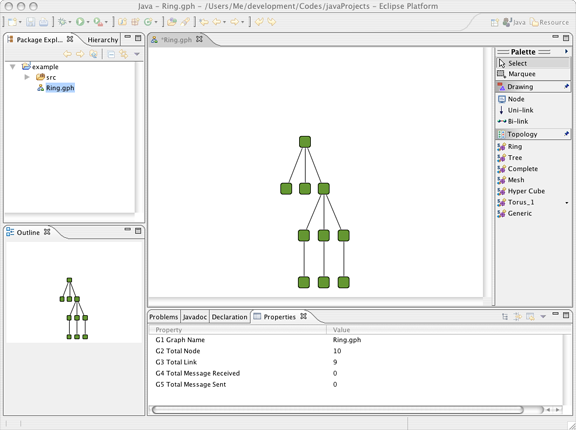 Java – Ring.gph – /Users/Me/development/Codes/javaProjects – Eclipse Platform
Java
Resource
Package Expl...
Hierarchy
example
src
Ring.gph
Outline
*Ring.gph
Palette
Select
Marquee
Drawing
Node
Uni-link
Bi-link
Topology
Ring
Tree
Complete
Mesh
Hyper Cube
Torus_1
Generic
Problems Javadoc Declaration Properties
Property Value
G1 Graph Name Ring.gph
G2 Total Node 10
G3 Total Link 9
G4 Total Message Received 0
G5 Total Message Sent 0